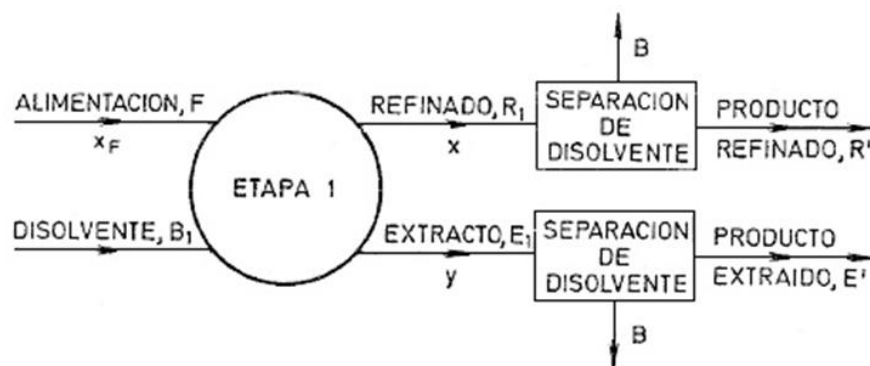 B
ALIMENTACION, F
x_F
REFINADO, R₁
x
SEPARACION
DE
DISOLVENTE
PRODUCTO
REFINADO, R'
ETAPA 1
DISOLVENTE, B₁
EXTRACTO, E₁
y
SEPARACION
DE
DISOLVENTE
PRODUCTO
EXTRAIDO, E'
B